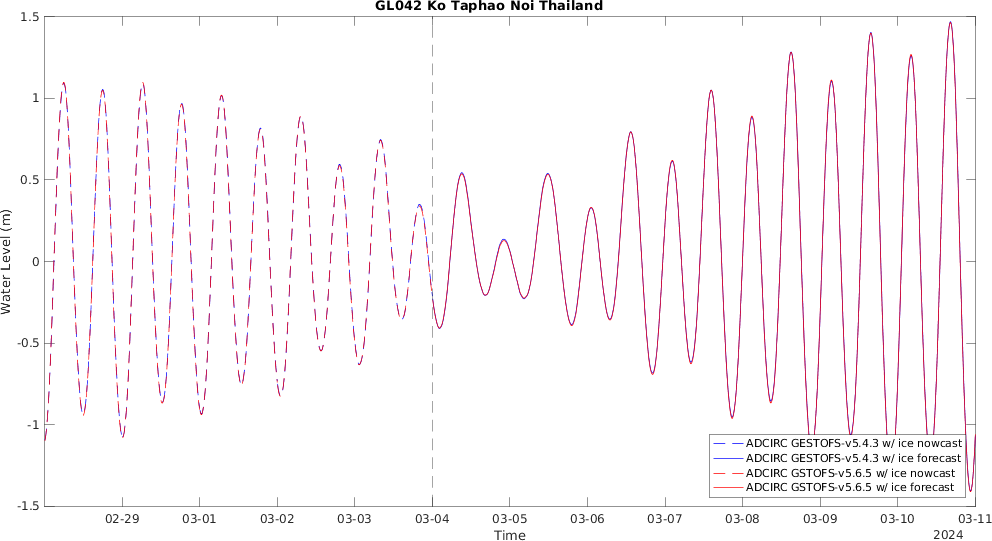 GL042 Ko Taphao Noi Thailand
1.5
1
0.5
0
-0.5
-1
-1.5
Water Level (m)
02-29
03-01
03-02
03-03
03-04
03-05
03-06
03-07
03-08
03-09
03-10
03-11
Time
2024
ADCIRC GESTOFS-v5.4.3 w/ ice nowcast
ADCIRC GESTOFS-v5.4.3 w/ ice forecast
ADCIRC GSTOFS-v5.6.5 w/ ice nowcast
ADCIRC GSTOFS-v5.6.5 w/ ice forecast